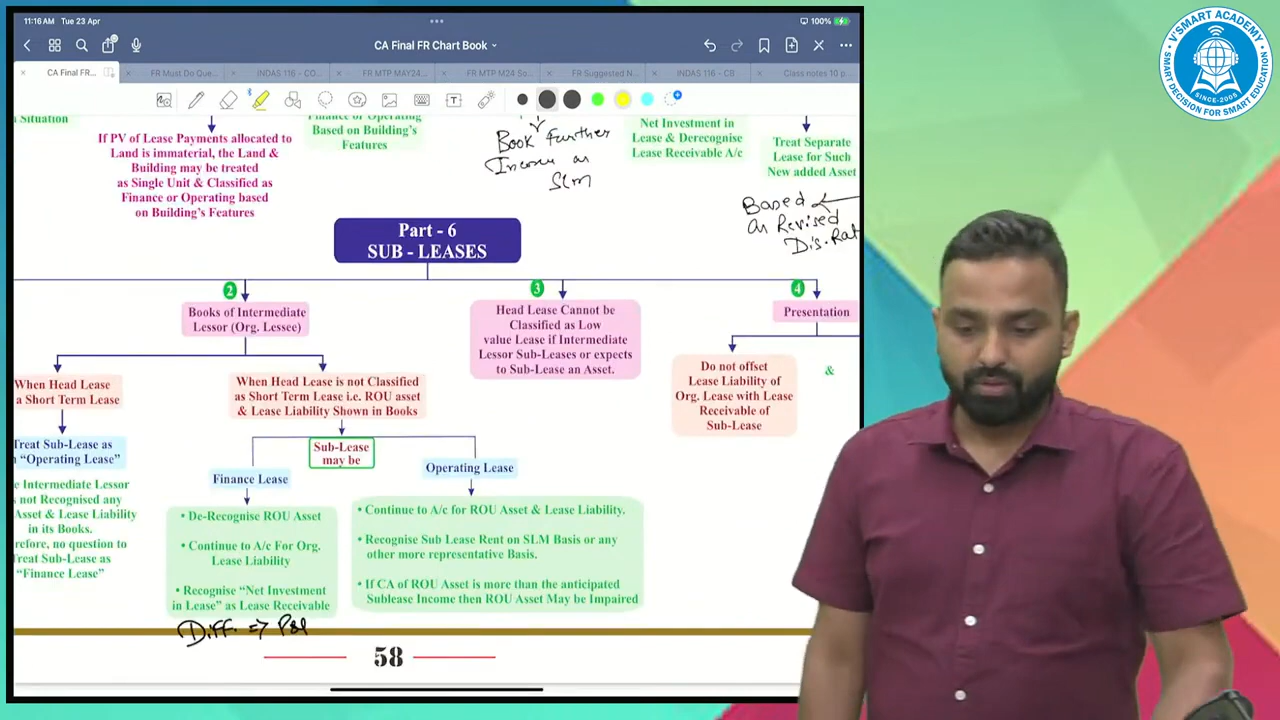 11:16 AM Tue 23 Apr
100%
CA Final FR Chart Book
CA Final FR...
FR Must Do Que...
INDAS 116 - CO...
FR MTP MAY24...
FR MTP M24 So...
FR Suggested N...
INDAS 116 - CB
Class notes 10 p...
a Situation
If PV of Lease Payments allocated to
Land is immaterial, the Land &
Building may be treated
as Single Unit & Classified as
Finance or Operating based
on Building's Features
Finance or Operating
Based on Building's
Features
Book further
Income on
SLM
Net Investment in
Lease & Derecognise
Lease Receivable A/c
Treat Separate
Lease for Such
New added Asset
Based
on Revised
Dis. Rat
Part - 6
SUB - LEASES
2
Books of Intermediate
Lessor (Org. Lessee)
When Head Lease
a Short Term Lease
Treat Sub-Lease as
"Operating Lease"
e Intermediate Lessor
s not Recognised any
Asset & Lease Liability
in its Books.
refore, no question to
Treat Sub-Lease as
"Finance Lease"
When Head Lease is not Classified
as Short Term Lease i.e. ROU asset
& Lease Liability Shown in Books
Sub-Lease
may be
Finance Lease
• De-Recognise ROU Asset
• Continue to A/c For Org.
Lease Liability
• Recognise "Net Investment
in Lease" as Lease Receivable
Diff. => P&L
Operating Lease
• Continue to A/c for ROU Asset & Lease Liability.
• Recognise Sub Lease Rent on SLM Basis or any
other more representative Basis.
• If CA of ROU Asset is more than the anticipated
Sublease Income then ROU Asset May be Impaired
3
Head Lease Cannot be
Classified as Low
value Lease if Intermediate
Lessor Sub-Leases or expects
to Sub-Lease an Asset.
4
Presentation
Do not offset
Lease Liability of
Org. Lease with Lease
Receivable of
Sub-Lease
&
58
V'SMART ACADEMY
SINCE-2005
SMART DECISION FOR SMART EDUCATION